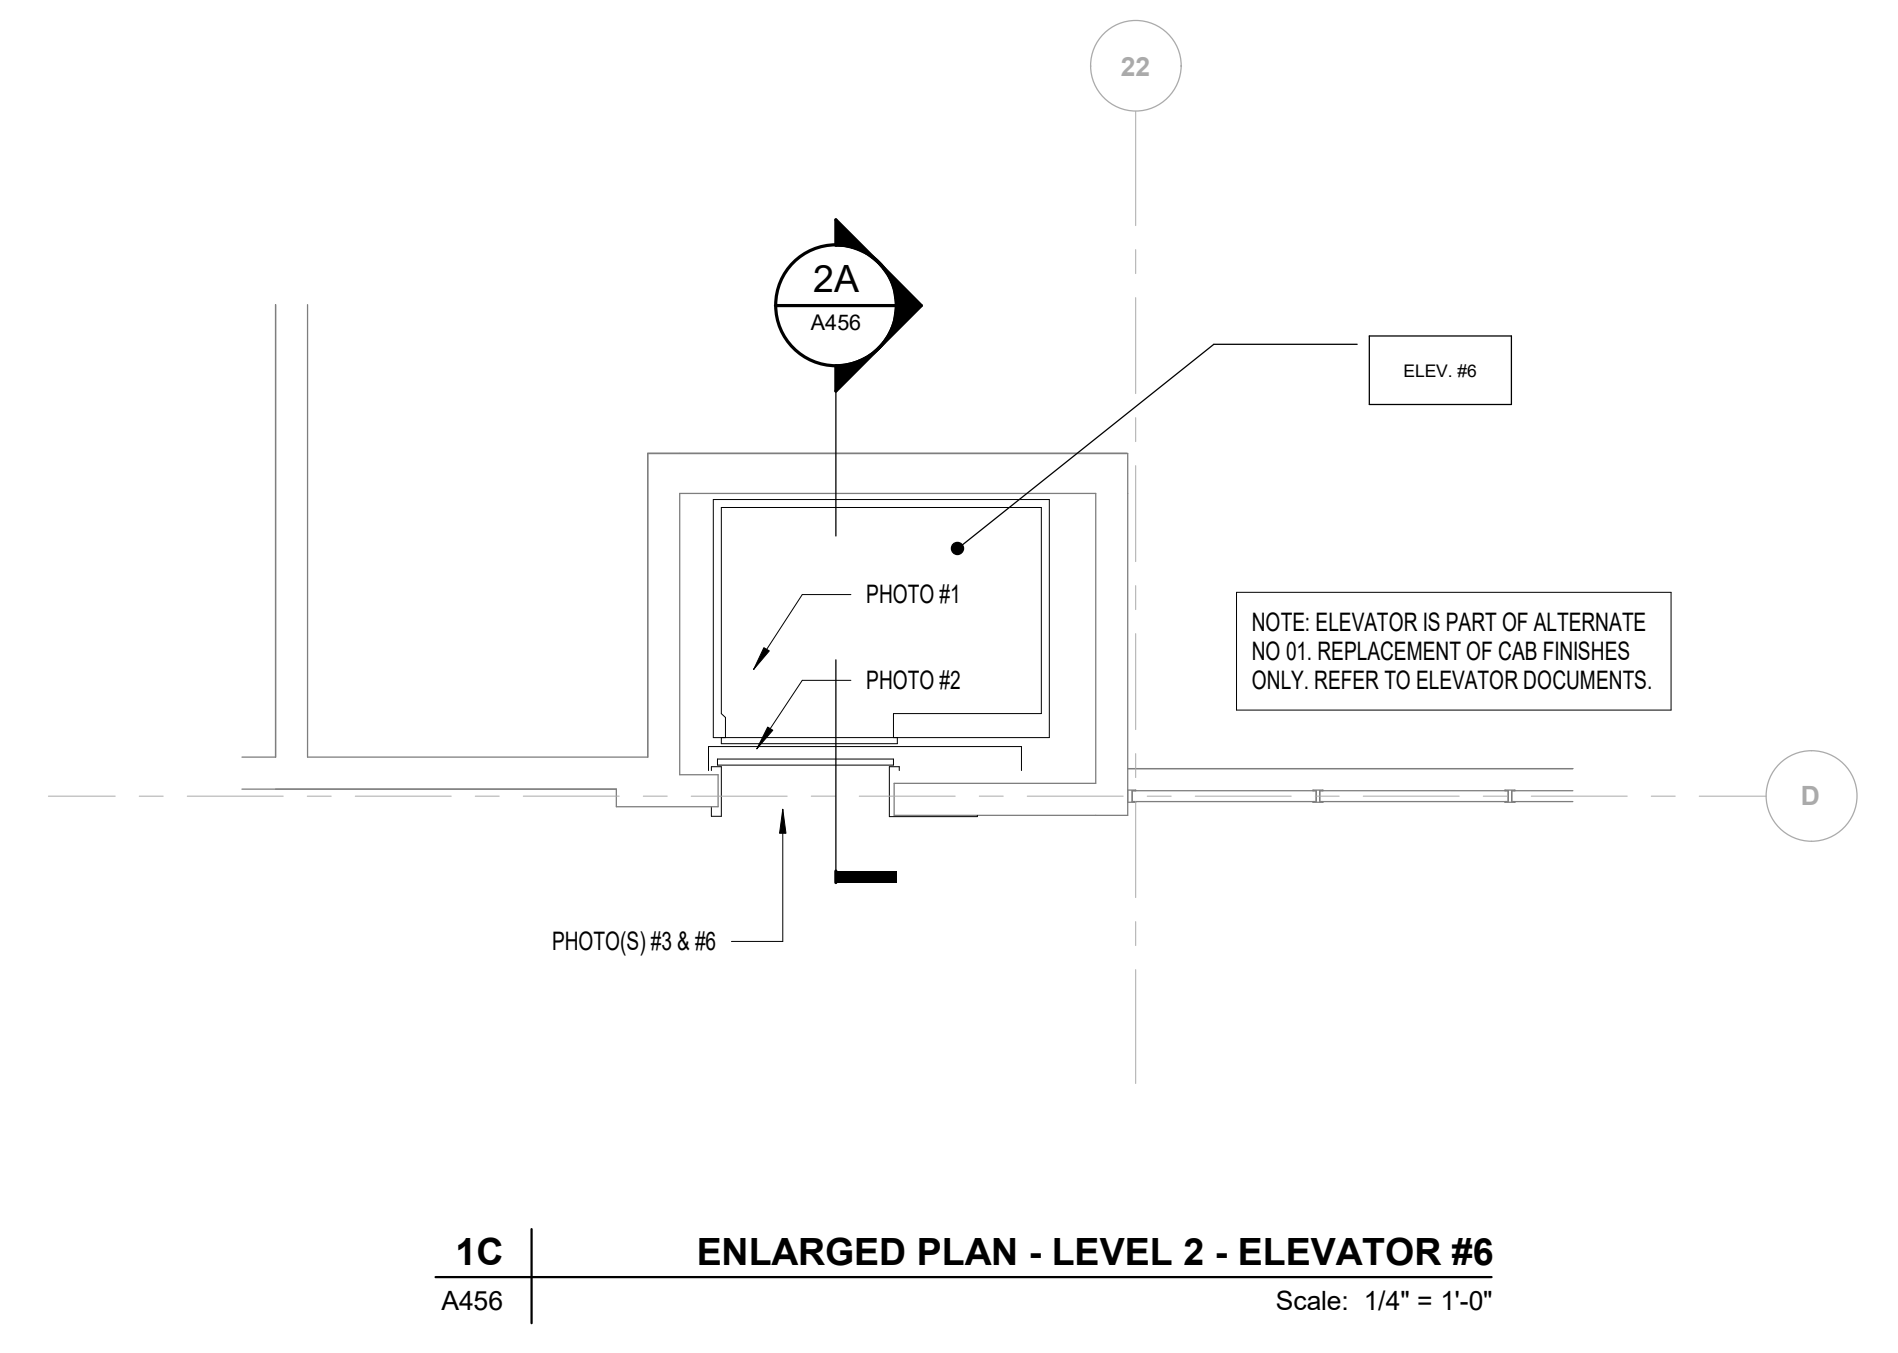 22
2A
A456
ELEV. #6
PHOTO #1
NOTE: ELEVATOR IS PART OF ALTERNATE
NO 01. REPLACEMENT OF CAB FINISHES
ONLY. REFER TO ELEVATOR DOCUMENTS.
PHOTO #2
D
PHOTO(S) #3 & #6
1C
ENLARGED PLAN - LEVEL 2 - ELEVATOR #6
A456
Scale: 1/4" = 1'-0"